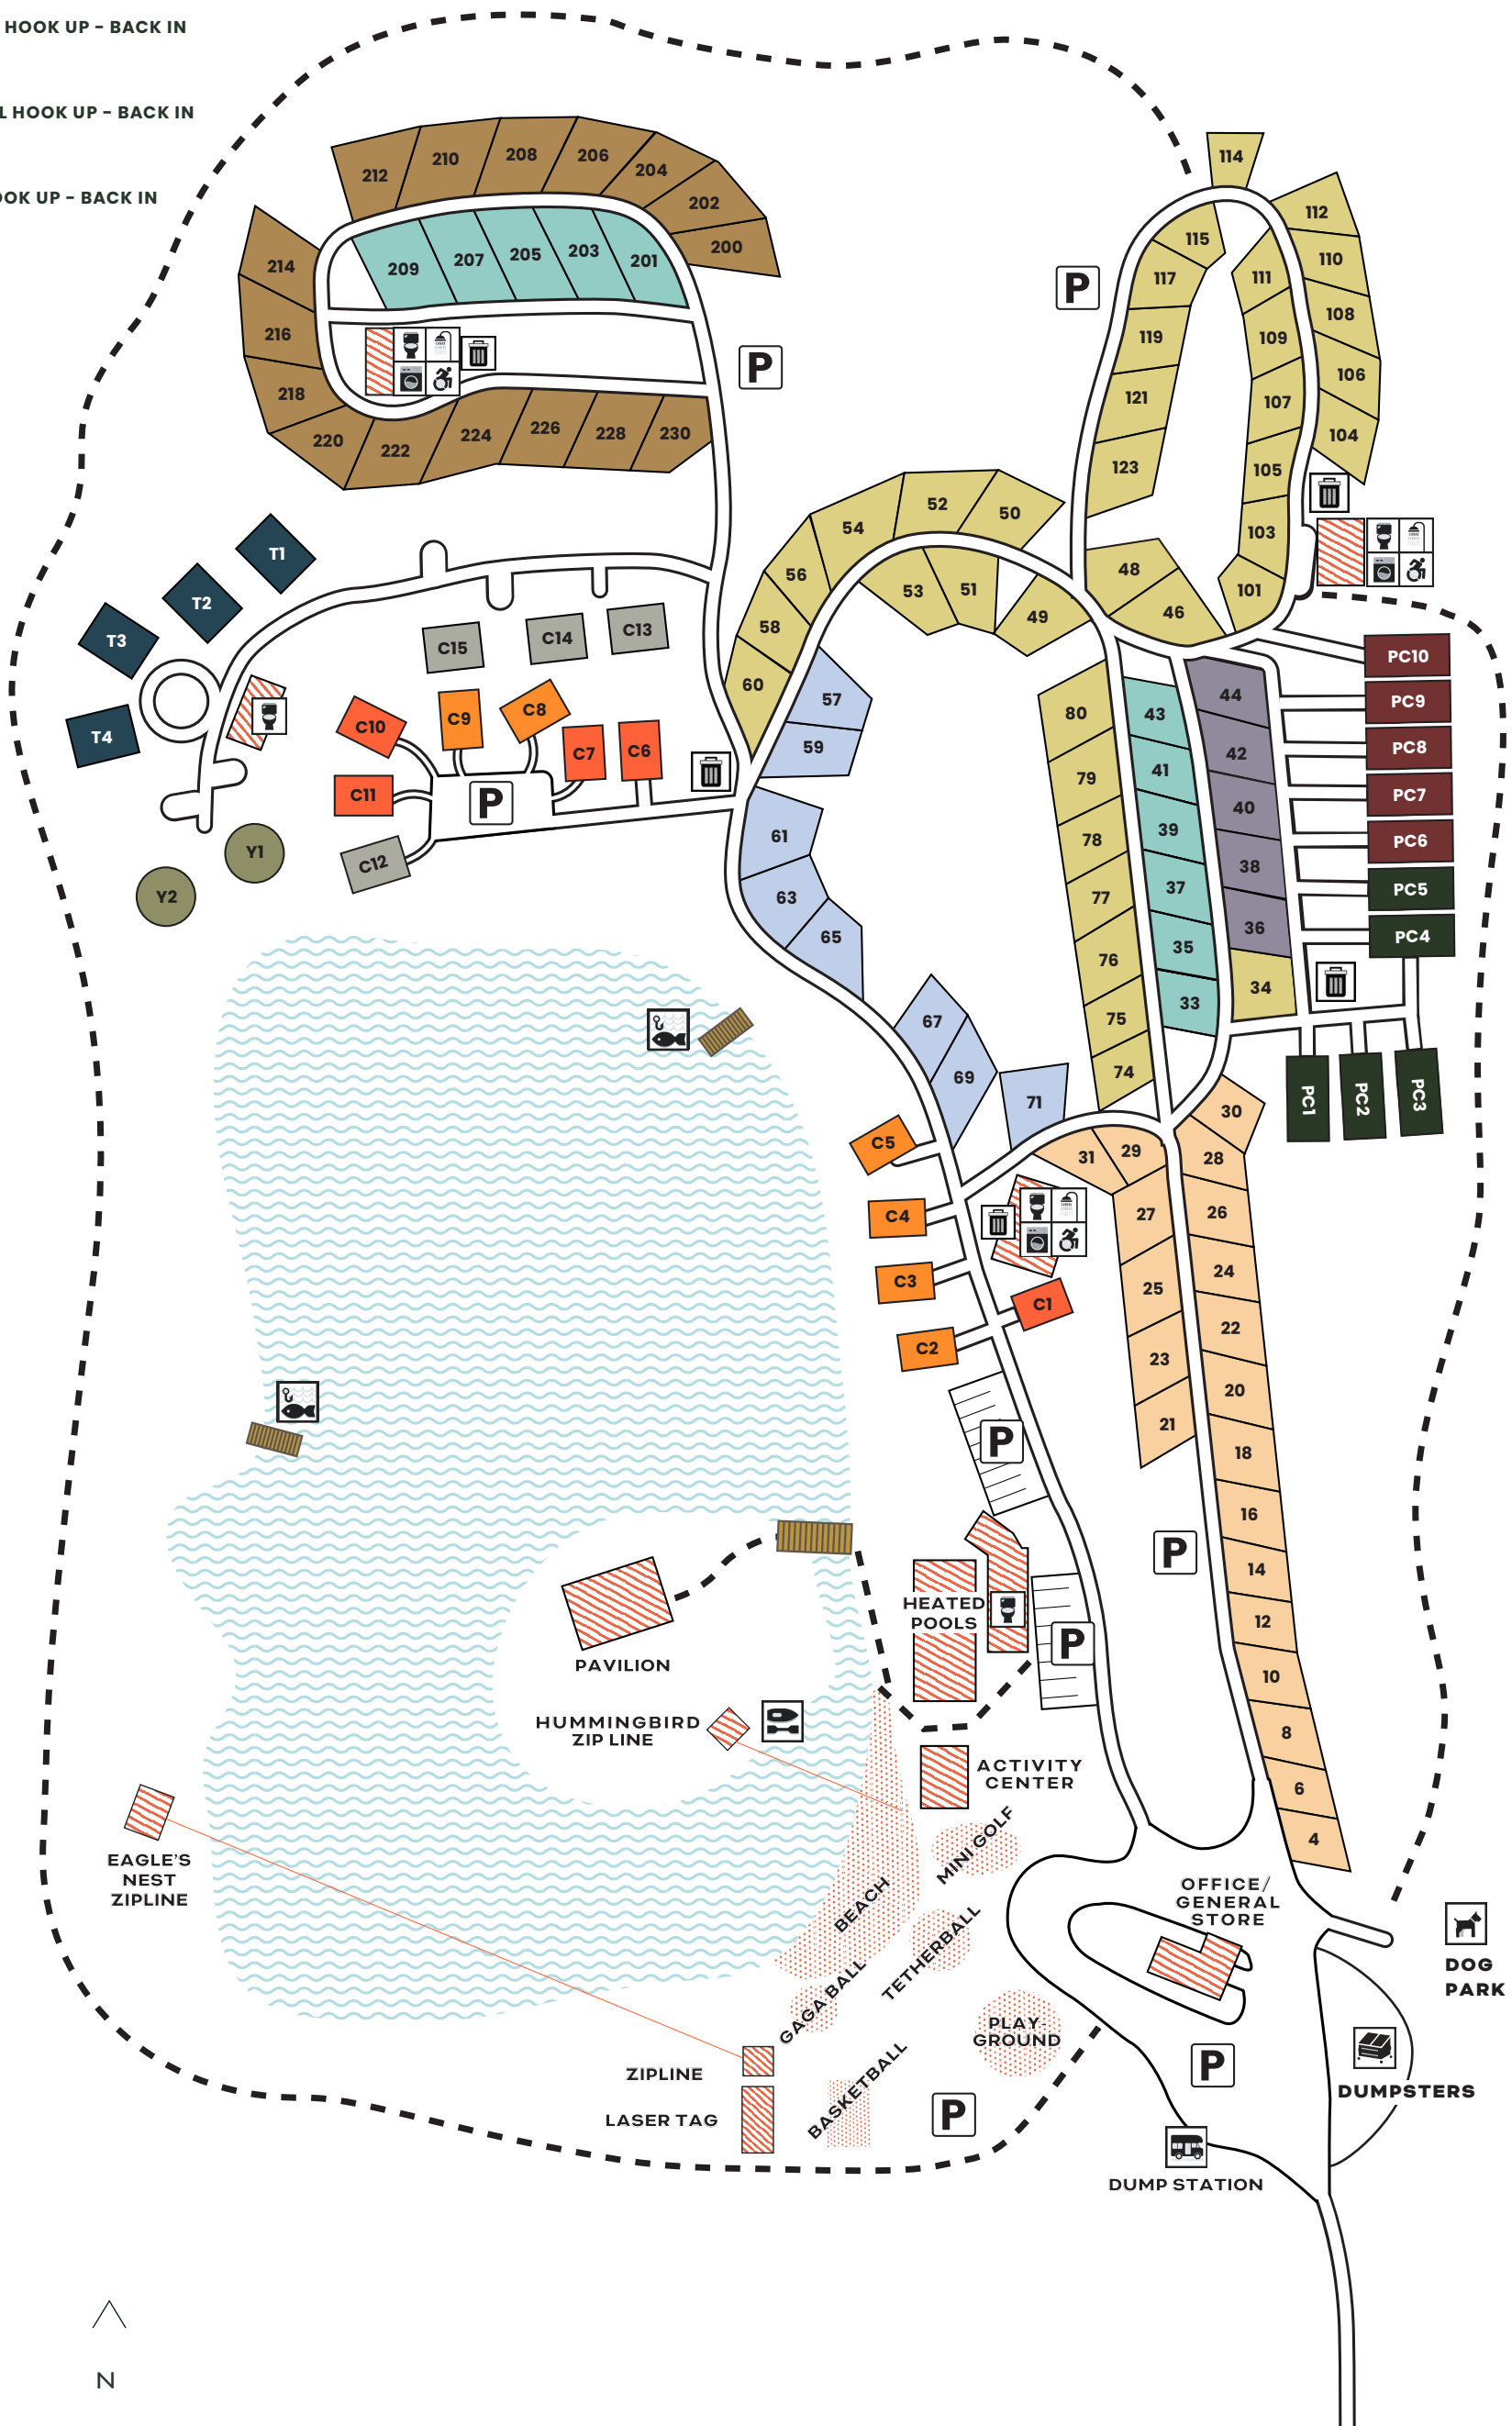 HOOK UP - BACK IN
L HOOK UP - BACK IN
OOK UP - BACK IN
114
212
210
208
206
204
202
200
112
115
110
214
209
207
205
203
201
117
111
108
216
119
109
106
218
121
107
104
220
222
224
226
228
230
123
105
P
P
52
50
54
103
T1
56
48
101
T2
53
51
46
T3
58
49
C15
C14
C13
PC10
60
57
44
PC9
T4
C10
C9
C8
80
43
59
C7
C6
42
PC8
79
41
C11
P
40
PC7
61
78
39
PC6
Y1
C12
38
PC5
Y2
63
77
37
36
PC4
65
76
35
34
67
75
33
69
74
71
PC1
PC2
PC3
30
C5
31
29
28
C4
27
26
C3
24
C1
25
22
C2
23
20
21
18
P
16
P
14
HEATED
POOLS
12
P
PAVILION
10
HUMMINGBIRD
ZIP LINE
8
ACTIVITY
CENTER
6
MINI GOLF
4
EAGLE'S
NEST
ZIPLINE
OFFICE/
GENERAL
STORE
BEACH
TETHERBALL
DOG
PARK
GAGA BALL
PLAY-
GROUND
P
ZIPLINE
DUMPSTERS
LASER TAG
BASKETBALL
P
DUMP STATION
N